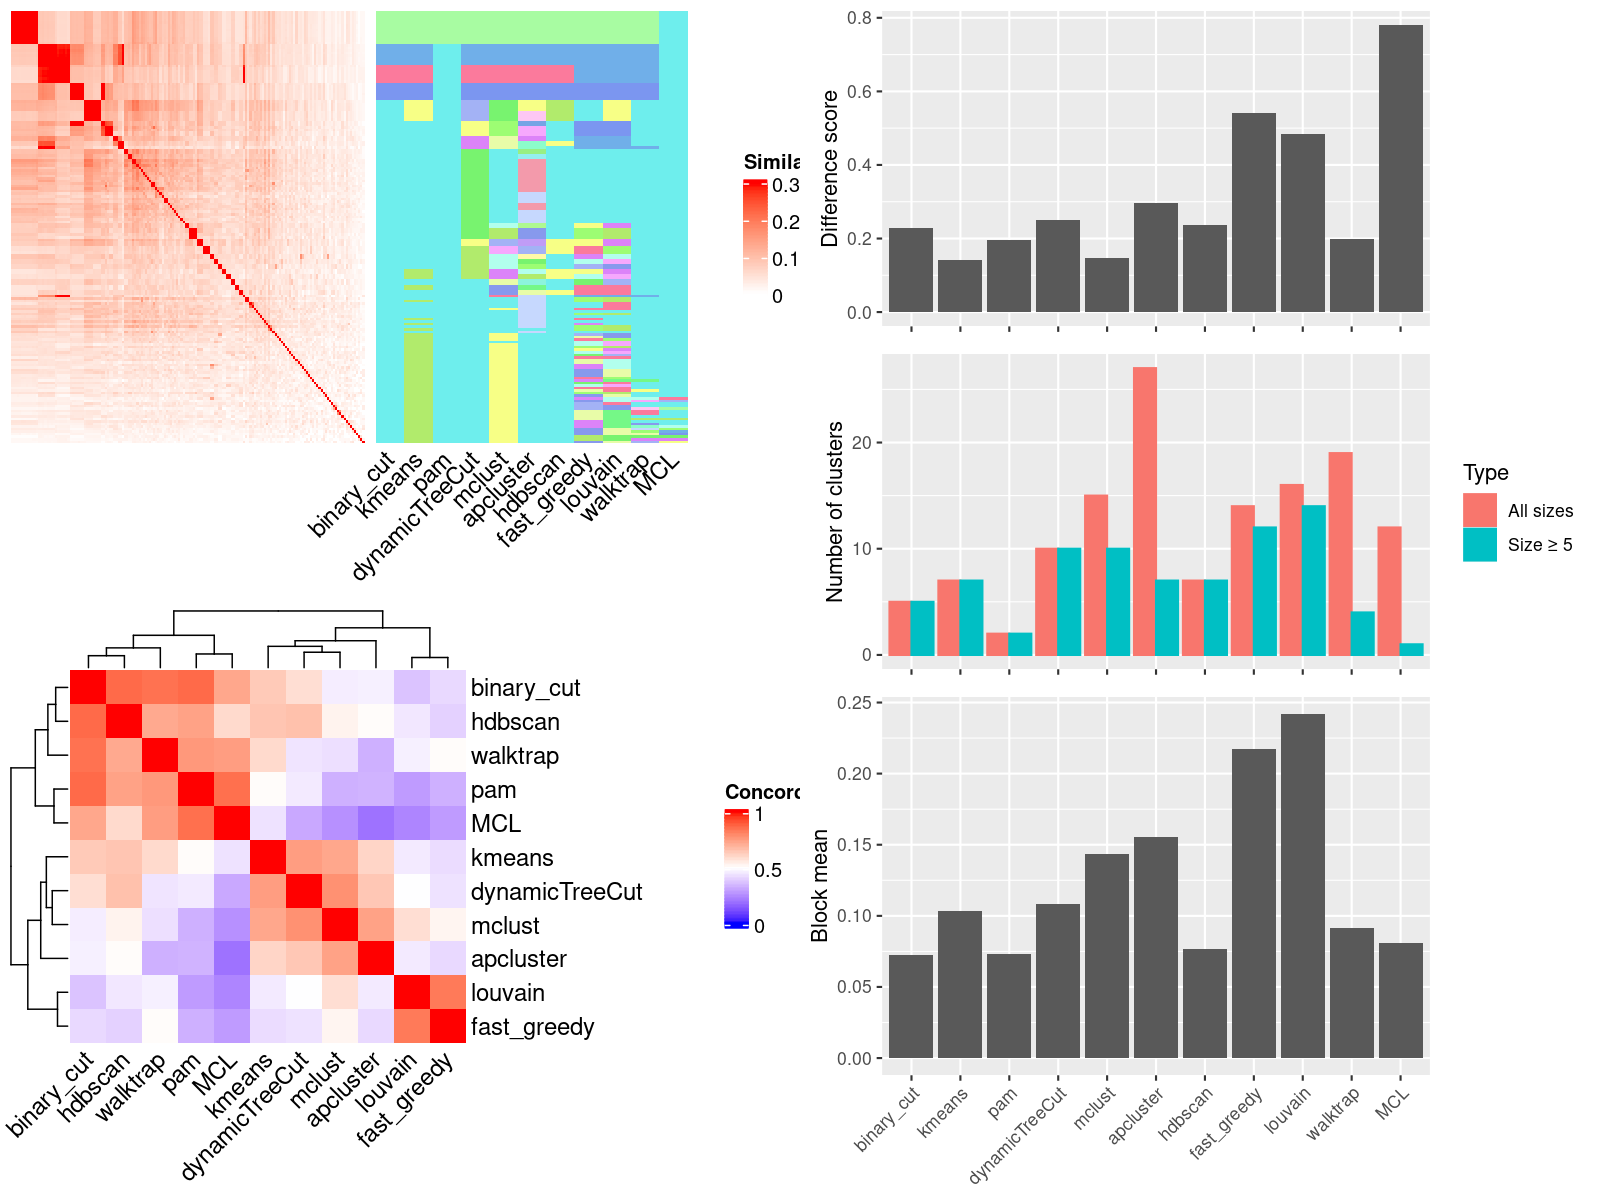 Simila
0.3
0.2
0.1
0
binary_cut
kmeans
pam
dynamicTreeCut
mclust
apcluster
hdbscan
fast_greedy
louvain
walktrap
MCL
binary_cut
hdbscan
walktrap
pam
MCL
kmeans
dynamicTreeCut
mclust
apcluster
louvain
fast_greedy
binary_cut
hdbscan
walktrap
pam
MCL
kmeans
dynamicTreeCut
mclust
apcluster
louvain
fast_greedy
Concord
1
0.5
0
Difference score
0.8
0.6
0.4
0.2
0.0
Number of clusters
20
10
0
Type
All sizes
Size ≥ 5
Block mean
0.25
0.20
0.15
0.10
0.05
0.00
binary_cut
kmeans
pam
dynamicTreeCut
mclust
apcluster
hdbscan
fast_greedy
louvain
walktrap
MCL